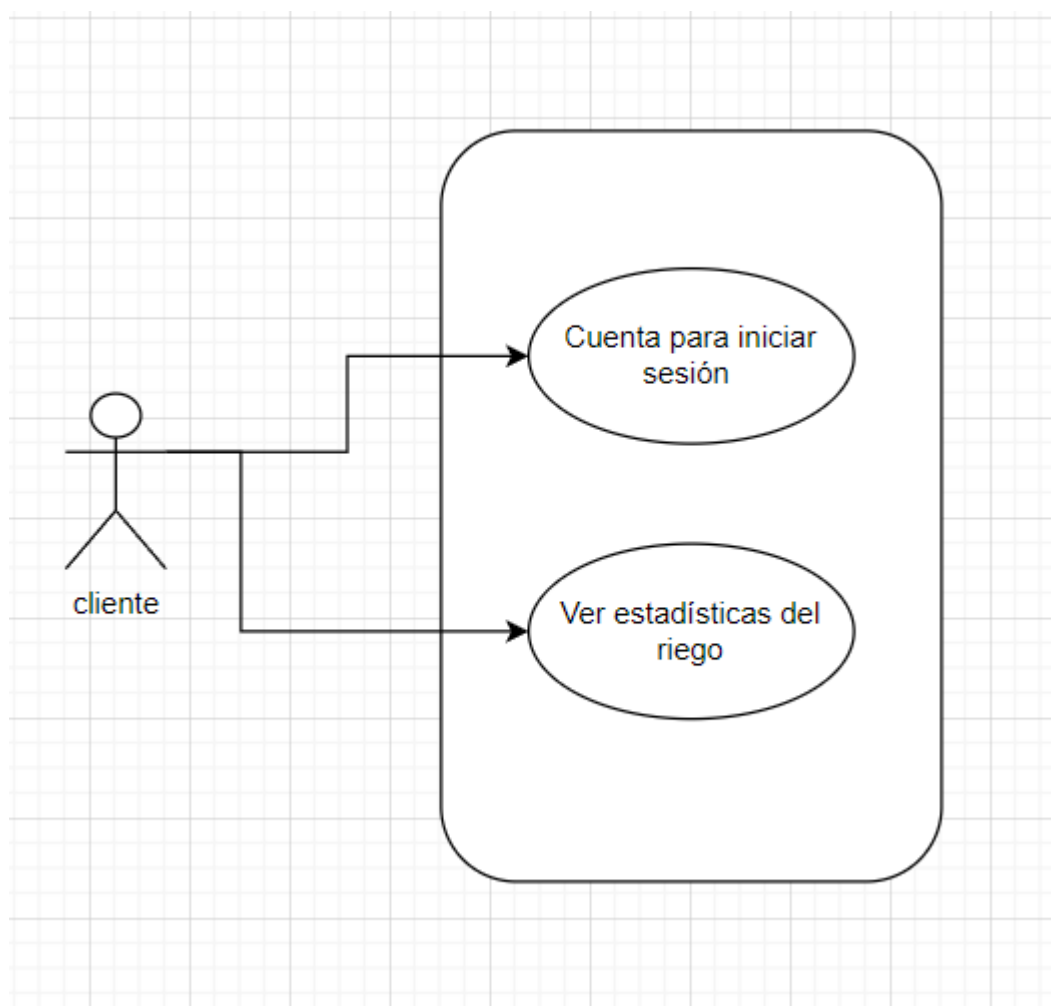 Cuenta para iniciar
sesión
cliente
Ver estadísticas del
riego